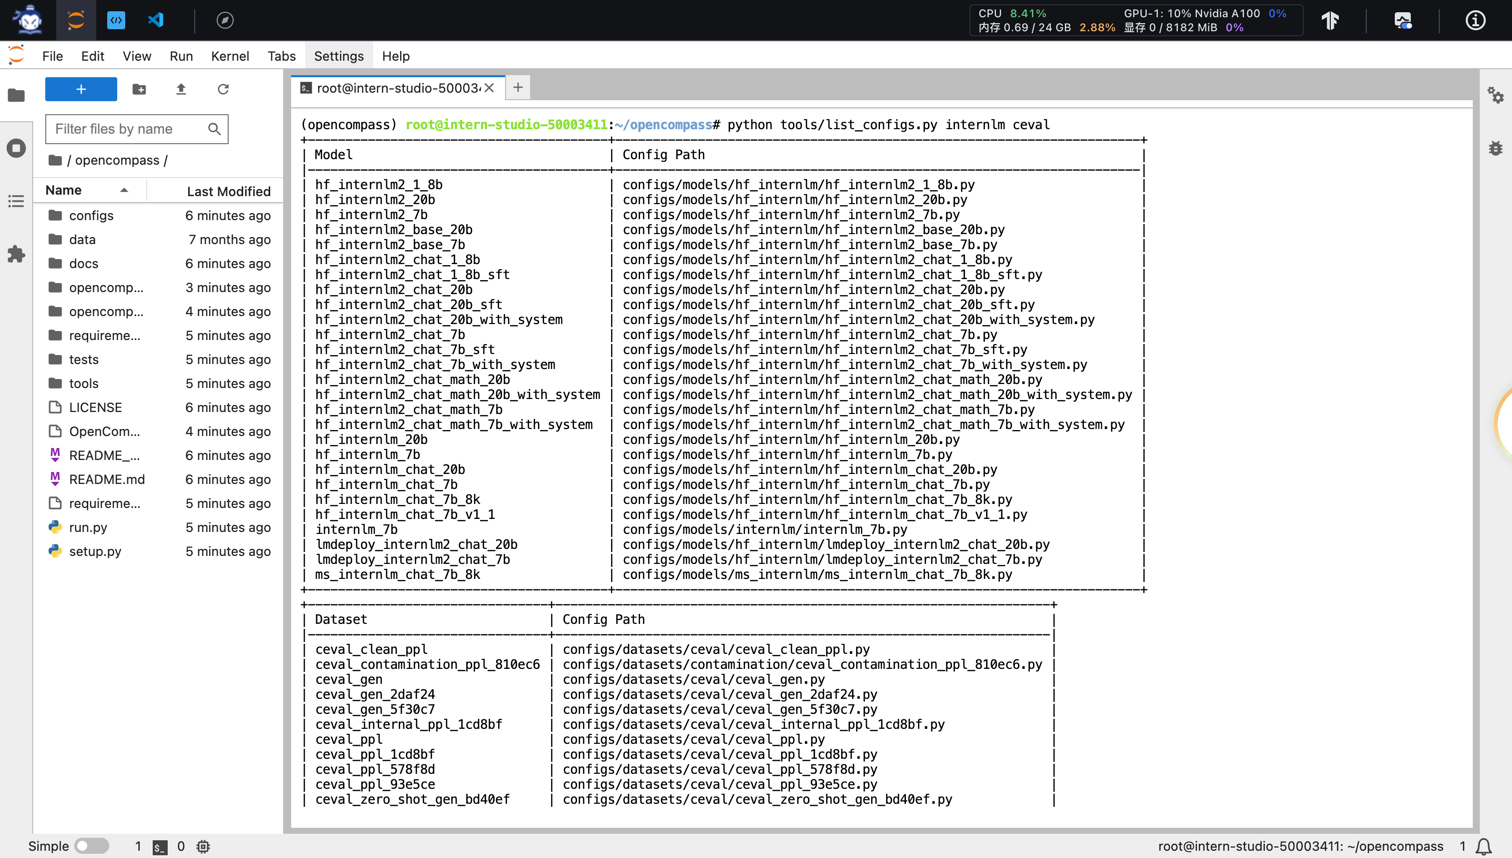 CPU 8.41% GPU-1: 10% Nvidia A100 0%
内存 0.69 / 24 GB 2.88% 显存 0 / 8182 MiB 0%
File Edit View Run Kernel Tabs Settings Help
root@intern-studio-50003
Filter files by name
/ opencompass /
Name Last Modified
configs 6 minutes ago
data 7 months ago
docs 6 minutes ago
opencomp... 3 minutes ago
opencomp... 4 minutes ago
requireme... 5 minutes ago
tests 5 minutes ago
tools 5 minutes ago
LICENSE 6 minutes ago
OpenCom... 4 minutes ago
README_... 6 minutes ago
README.md 6 minutes ago
requireme... 5 minutes ago
run.py 5 minutes ago
setup.py 5 minutes ago
(opencompass) root@intern-studio-50003411:~/opencompass# python tools/list_configs.py internlm ceval
| Model | Config Path |
| hf_internlm2_1_8b | configs/models/hf_internlm/hf_internlm2_1_8b.py |
| hf_internlm2_20b | configs/models/hf_internlm/hf_internlm2_20b.py |
| hf_internlm2_7b | configs/models/hf_internlm/hf_internlm2_7b.py |
| hf_internlm2_base_20b | configs/models/hf_internlm/hf_internlm2_base_20b.py |
| hf_internlm2_base_7b | configs/models/hf_internlm/hf_internlm2_base_7b.py |
| hf_internlm2_chat_1_8b | configs/models/hf_internlm/hf_internlm2_chat_1_8b.py |
| hf_internlm2_chat_1_8b_sft | configs/models/hf_internlm/hf_internlm2_chat_1_8b_sft.py |
| hf_internlm2_chat_20b | configs/models/hf_internlm/hf_internlm2_chat_20b.py |
| hf_internlm2_chat_20b_sft | configs/models/hf_internlm/hf_internlm2_chat_20b_sft.py |
| hf_internlm2_chat_20b_with_system | configs/models/hf_internlm/hf_internlm2_chat_20b_with_system.py |
| hf_internlm2_chat_7b | configs/models/hf_internlm/hf_internlm2_chat_7b.py |
| hf_internlm2_chat_7b_sft | configs/models/hf_internlm/hf_internlm2_chat_7b_sft.py |
| hf_internlm2_chat_7b_with_system | configs/models/hf_internlm/hf_internlm2_chat_7b_with_system.py |
| hf_internlm2_chat_math_20b | configs/models/hf_internlm/hf_internlm2_chat_math_20b.py |
| hf_internlm2_chat_math_20b_with_system | configs/models/hf_internlm/hf_internlm2_chat_math_20b_with_system.py |
| hf_internlm2_chat_math_7b | configs/models/hf_internlm/hf_internlm2_chat_math_7b.py |
| hf_internlm2_chat_math_7b_with_system | configs/models/hf_internlm/hf_internlm2_chat_math_7b_with_system.py |
| hf_internlm_20b | configs/models/hf_internlm/hf_internlm_20b.py |
| hf_internlm_7b | configs/models/hf_internlm/hf_internlm_7b.py |
| hf_internlm_chat_20b | configs/models/hf_internlm/hf_internlm_chat_20b.py |
| hf_internlm_chat_7b | configs/models/hf_internlm/hf_internlm_chat_7b.py |
| hf_internlm_chat_7b_8k | configs/models/hf_internlm/hf_internlm_chat_7b_8k.py |
| hf_internlm_chat_7b_v1_1 | configs/models/hf_internlm/hf_internlm_chat_7b_v1_1.py |
| internlm_7b | configs/models/internlm/internlm_7b.py |
| lmdeploy_internlm2_chat_20b | configs/models/hf_internlm/lmdeploy_internlm2_chat_20b.py |
| lmdeploy_internlm2_chat_7b | configs/models/hf_internlm/lmdeploy_internlm2_chat_7b.py |
| ms_internlm_chat_7b_8k | configs/models/ms_internlm/ms_internlm_chat_7b_8k.py |
| Dataset | Config Path |
| ceval_clean_ppl | configs/datasets/ceval/ceval_clean_ppl.py |
| ceval_contamination_ppl_810ec6 | configs/datasets/contamination/ceval_contamination_ppl_810ec6.py |
| ceval_gen | configs/datasets/ceval/ceval_gen.py |
| ceval_gen_2daf24 | configs/datasets/ceval/ceval_gen_2daf24.py |
| ceval_gen_5f30c7 | configs/datasets/ceval/ceval_gen_5f30c7.py |
| ceval_internal_ppl_1cd8bf | configs/datasets/ceval/ceval_internal_ppl_1cd8bf.py |
| ceval_ppl | configs/datasets/ceval/ceval_ppl.py |
| ceval_ppl_1cd8bf | configs/datasets/ceval/ceval_ppl_1cd8bf.py |
| ceval_ppl_578f8d | configs/datasets/ceval/ceval_ppl_578f8d.py |
| ceval_ppl_93e5ce | configs/datasets/ceval/ceval_ppl_93e5ce.py |
| ceval_zero_shot_gen_bd40ef | configs/datasets/ceval/ceval_zero_shot_gen_bd40ef.py |
Simple 1 0 root@intern-studio-50003411: ~/opencompass 1